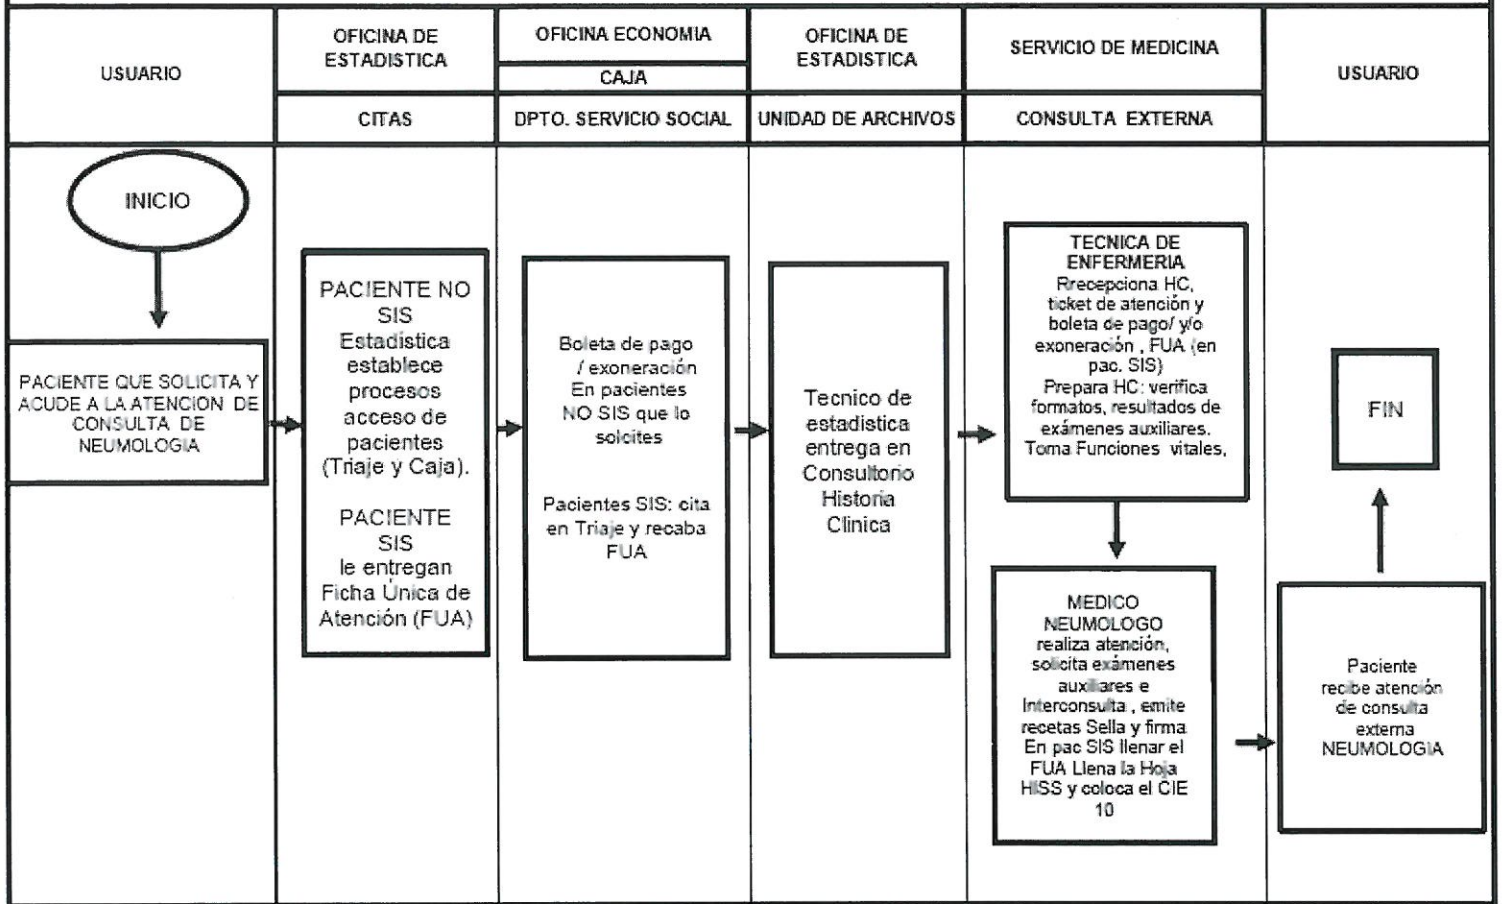 USUARIO
OFICINA DE
ESTADISTICA
CITAS
OFICINA ECONOMIA
CAJA
DPTO. SERVICIO SOCIAL
OFICINA DE
ESTADISTICA
UNIDAD DE ARCHIVOS
SERVICIO DE MEDICINA
CONSULTA EXTERNA
USUARIO
INICIO
PACIENTE QUE SOLICITA Y
ACUDE A LA ATENCION DE
CONSULTA DE
NEUMOLOGIA
PACIENTE NO
SIS
Estadistica
establece
procesos
acceso de
pacientes
(Triaje y Caja).
PACIENTE
SIS
le entregan
Ficha Única de
Atención (FUA)
Boleta de pago
/ exoneración
En pacientes
NO SIS que lo
solcites
Pacientes SIS: cita
en Triaje y recaba
FUA
Tecnico de
estadistica
entrega en
Consultorio
Historia
Clinica
TECNICA DE
ENFERMERIA
Rrecepciona HC,
ticket de atención y
boleta de pago/ y/o
exoneración , FUA (en
pac. SIS)
Prepara HC: verifica
formatos, resultados de
exámenes auxiliares.
Toma Funciones vitales,
MEDICO
NEUMOLOGO
realiza atención,
solicita exámenes
auxiliares e
Interconsulta , emite
recetas Sella y firma
En pac SIS llenar el
FUA Llena la Hoja
HISS y coloca el CIE
10
Paciente
recibe atención
de consulta
externa
NEUMOLOGIA
FIN